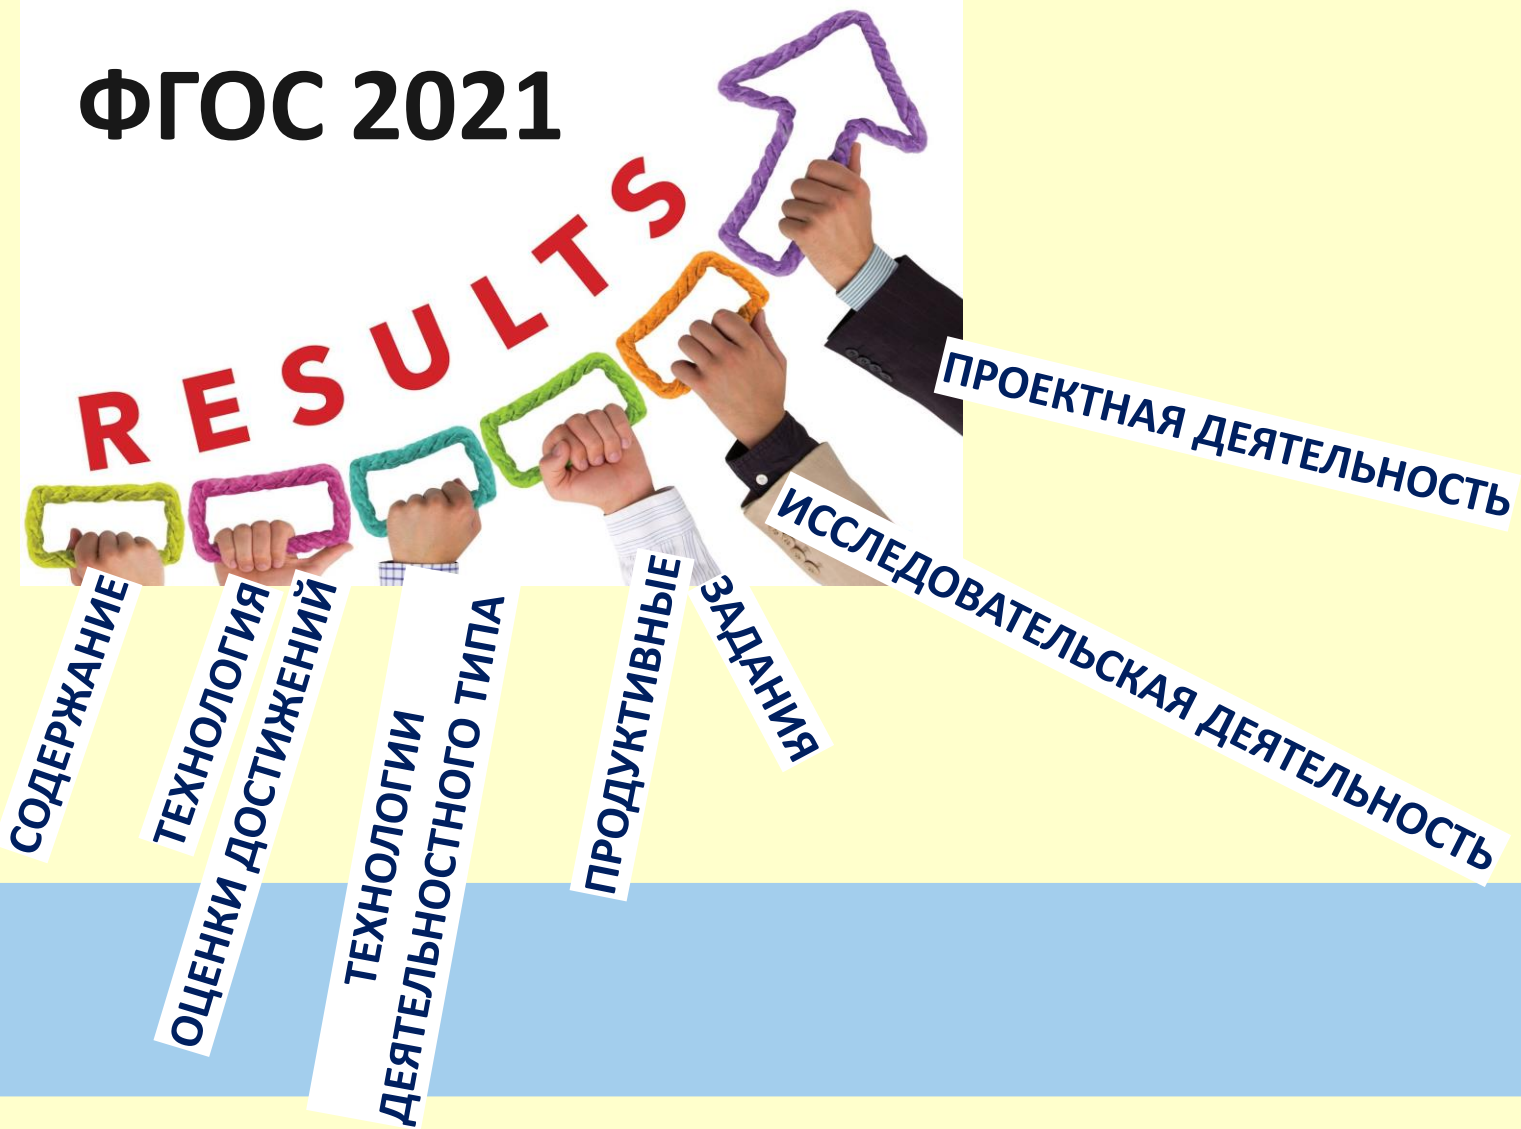 ФГОС 2021
RESULTS
СОДЕРЖАНИЕ
ТЕХНОЛОГИЯ
ОЦЕНКИ ДОСТИЖЕНИЙ
ТЕХНОЛОГИИ
ДЕЯТЕЛЬНОСТНОГО ТИПА
ПРОДУКТИВНЫЕ
ЗАДАНИЯ
ИССЛЕДОВАТЕЛЬСКАЯ ДЕЯТЕЛЬНОСТЬ
ПРОЕКТНАЯ ДЕЯТЕЛЬНОСТЬ